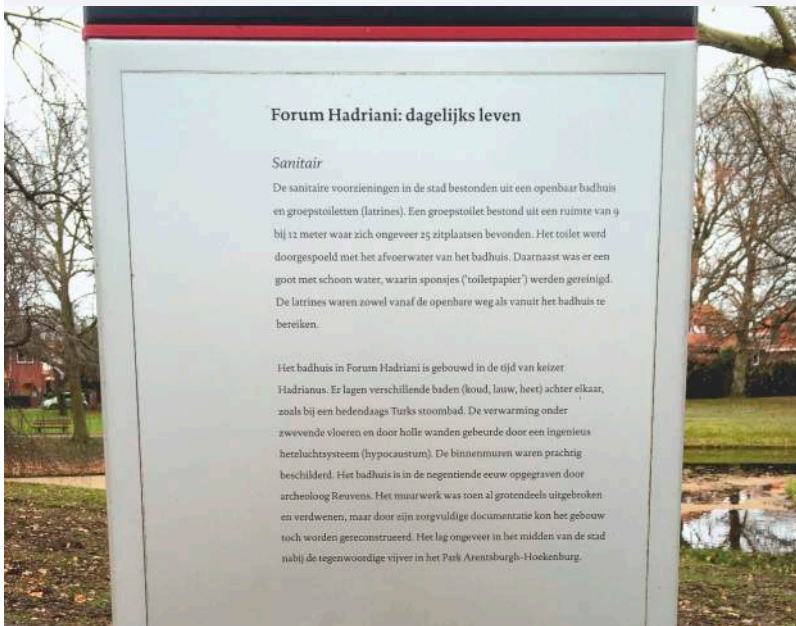 Forum Hadriani: dagelijks leven
Sanitair
De sanitaire voorzieningen in de stad bestonden uit een openbaar badhuis
en groepstoiletten (latrines). Een groepstoilet bestond uit een ruimte van 9
bij 12 meter waar zich ongeveer 25 zitplaatsen bevonden. Het toilet werd
doorgespoeld met het afvoerwater van het badhuis. Daarnaast was er een
goot met schoon water, waarin sponsjes (‘toiletpapier’) werden gereinigd.
De latrines waren zowel vanaf de openbare weg als vanuit het badhuis te
bereiken.
Het badhuis in Forum Hadriani is gebouwd in de tijd van keizer
Hadrianus. Er lagen verschillende baden (koud, lauw, heet) achter elkaar,
zoals bij een hedendaags Turks stoombad. De verwarming onder
zwevende vloeren en door holle wanden gebeurde door een ingenieus
heteluchtsysteem (hypocaustum). De binnenmuren waren prachtig
beschilderd. Het badhuis is in de negentiende eeuw opgegraven door
archeoloog Reuvens. Het muurwerk was toen al grotendeels uitgebroken
en verdwenen, maar door zijn zorgvuldige documentatie kon het gebouw
toch worden gereconstrueerd. Het lag ongeveer in het midden van de stad
nabij de tegenwoordige vijver in het Park Arentsburgh-Hoekenburg.